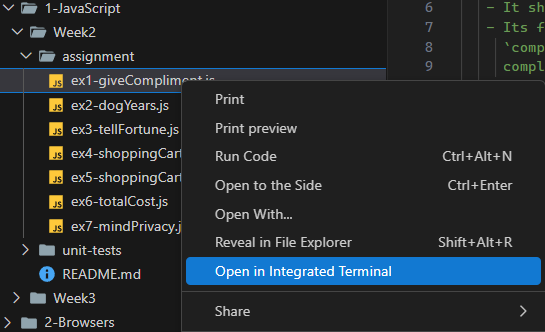 1-JavaScript
Week2
assignment
ex1-giveCompliment.js
ex2-dogYears.js
ex3-tellFortune.js
ex4-shoppingCart
ex5-shoppingCart
ex6-totalCost.js
ex7-mindPrivacy.j
unit-tests
README.md
Week3
2-Browsers
Print
Print preview
Run Code Ctrl+Alt+N
Open to the Side Ctrl+Enter
Open With...
Reveal in File Explorer Shift+Alt+R
Open in Integrated Terminal
Share
6 - It sh
7 - Its f
8 `comp
9 compl